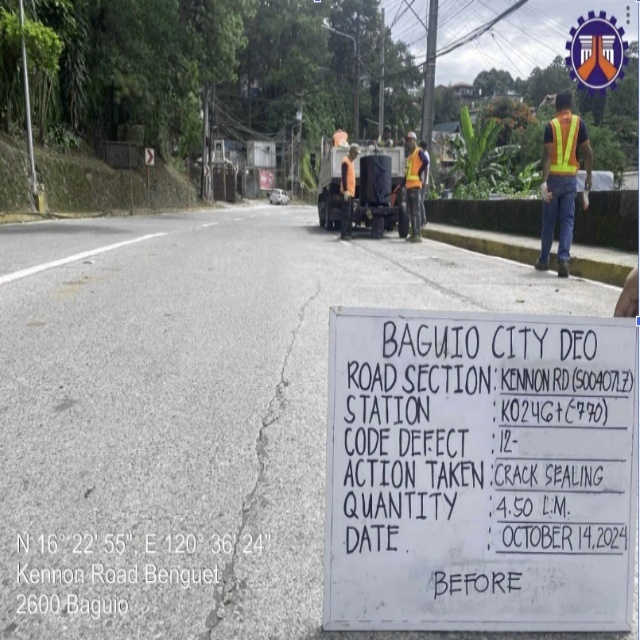 BAGUIO CITY DEO
ROAD SECTION: KENNON RD (S00407LZ)
STATION : K0246+(-770)
CODE DEFECT : 12-
ACTION TAKEN: CRACK SEALING
QUANTITY : 4.50 L.M.
DATE : OCTOBER 14, 2024
BEFORE
N 16° 22' 55", E 120° 36' 24"
Kennon Road Benguet
2600 Baguio